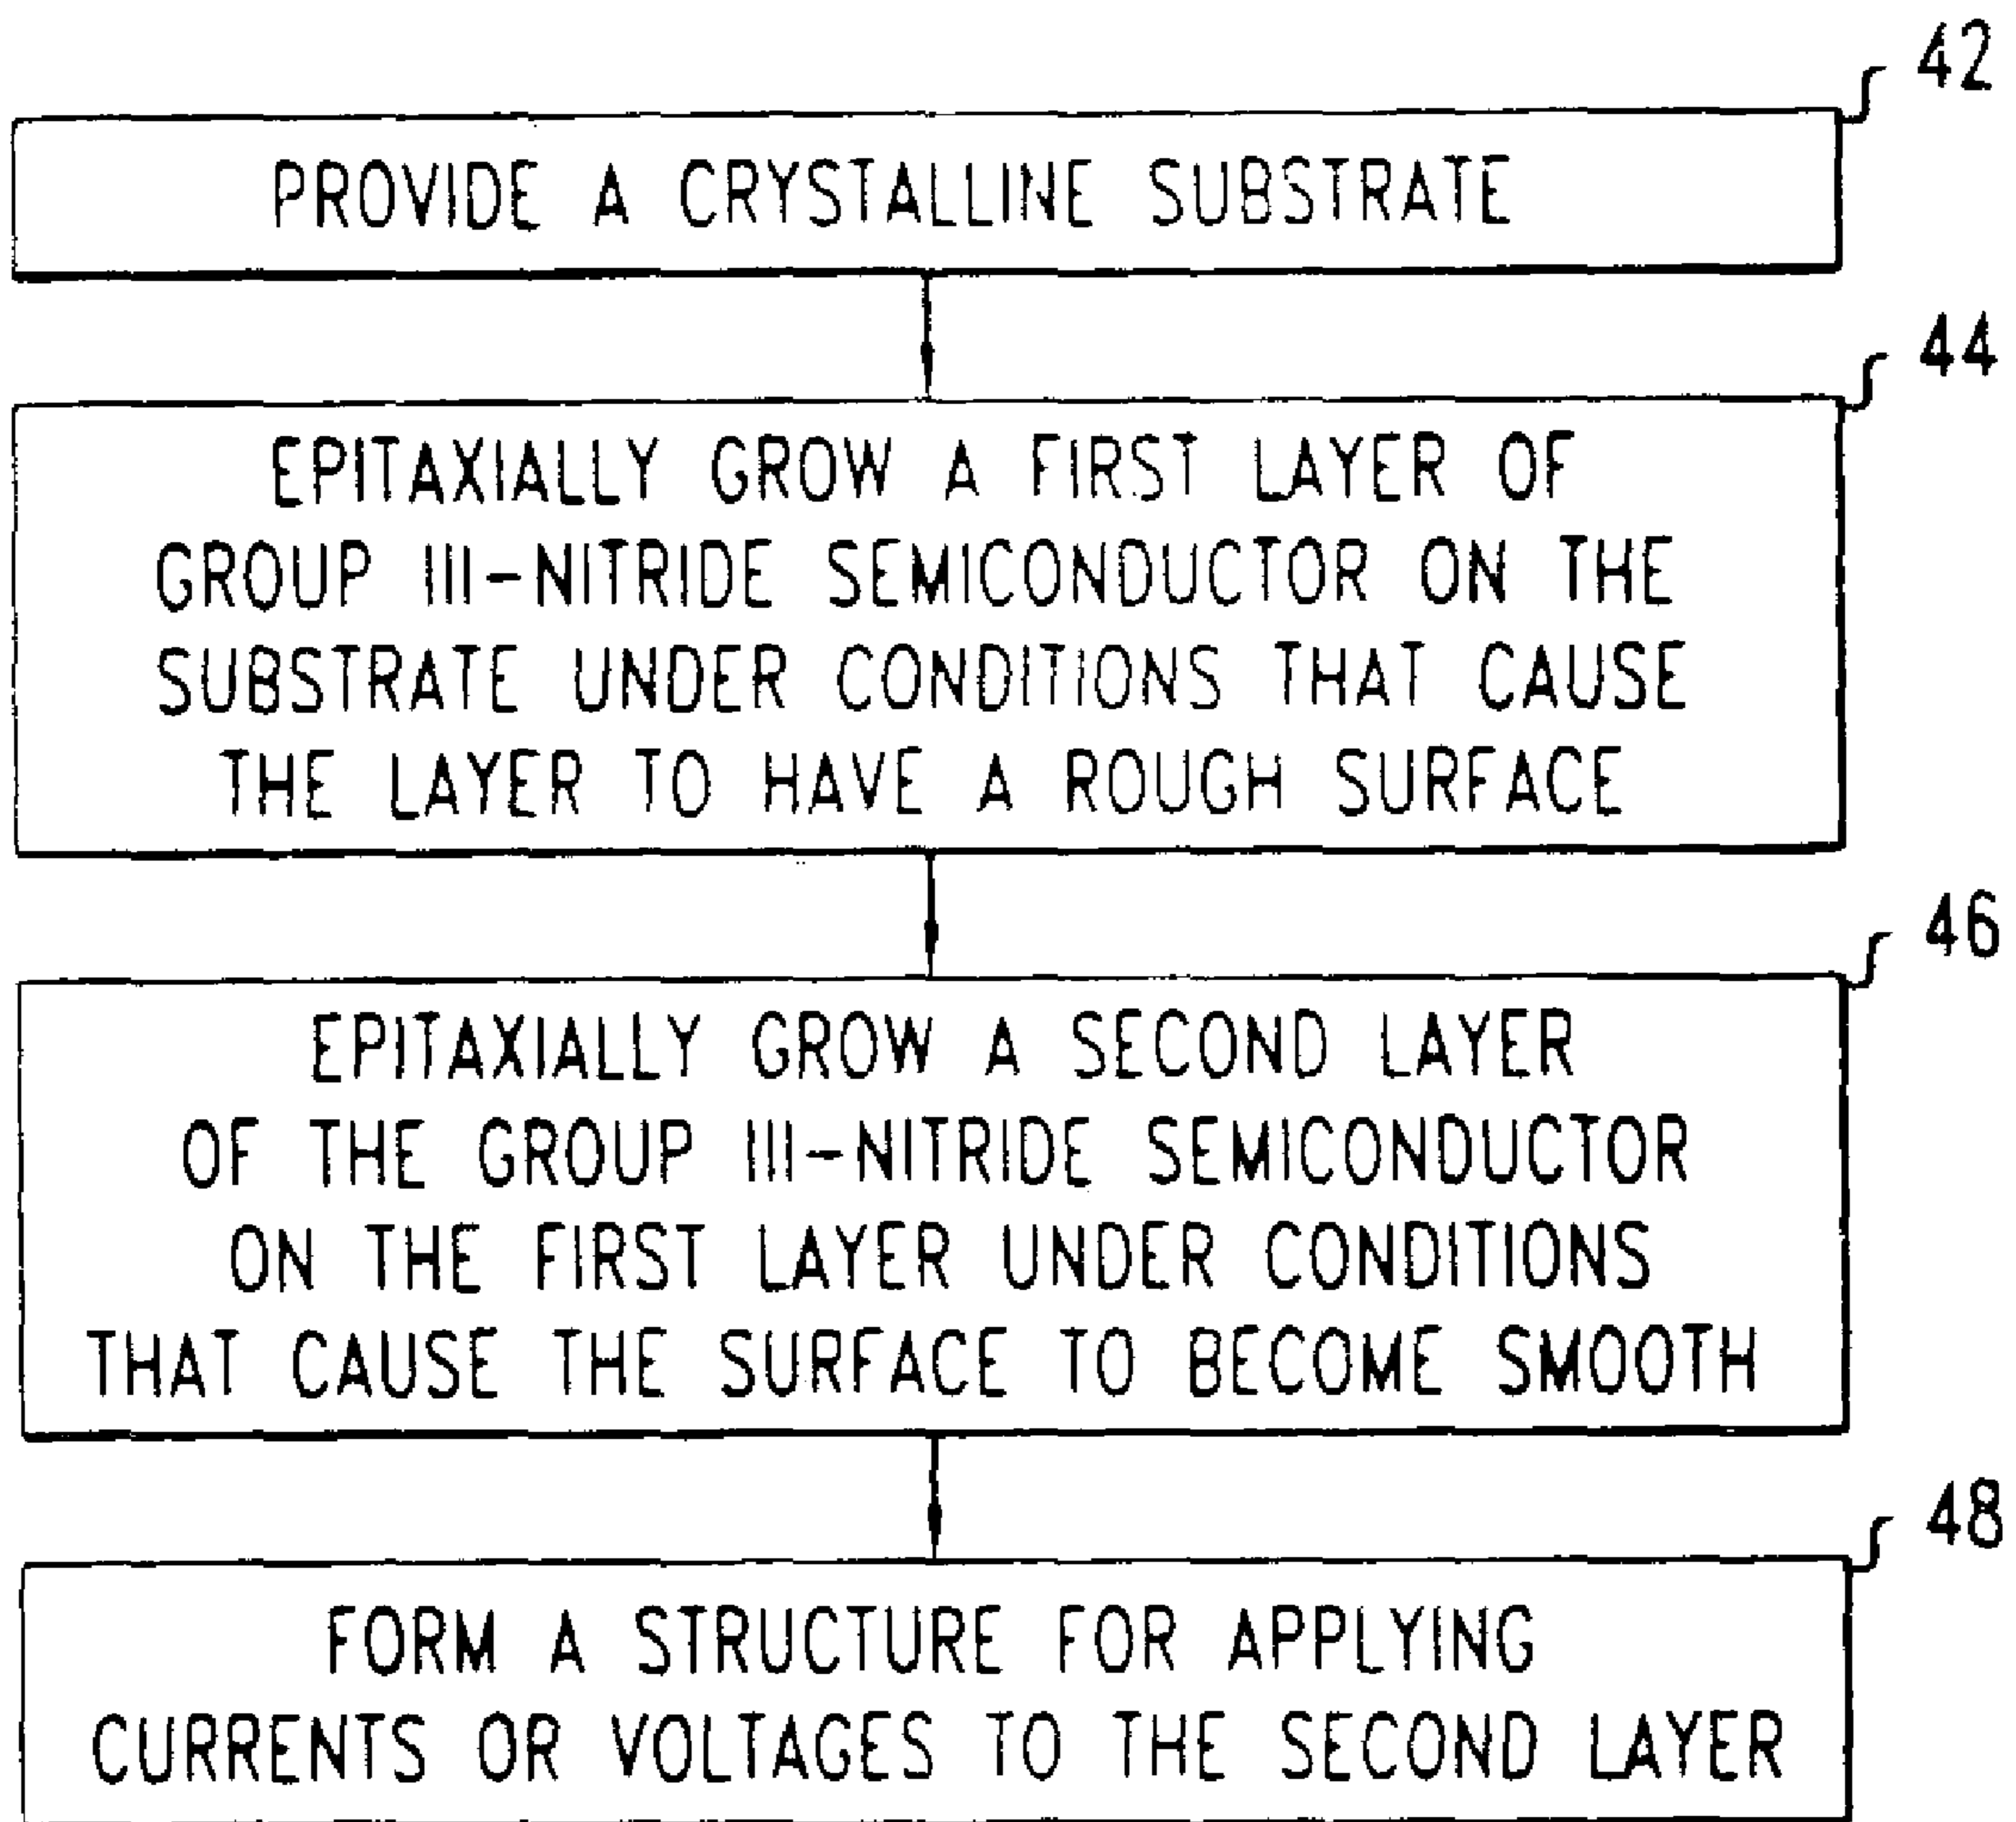 42
PROVIDE A CRYSTALLINE SUBSTRATE
44
EPITAXIALLY GROW A FIRST LAYER OF
GROUP III-NITRIDE SEMICONDUCTOR ON THE
SUBSTRATE UNDER CONDITIONS THAT CAUSE
THE LAYER TO HAVE A ROUGH SURFACE
46
EPITAXIALLY GROW A SECOND LAYER
OF THE GROUP III-NITRIDE SEMICONDUCTOR
ON THE FIRST LAYER UNDER CONDITIONS
THAT CAUSE THE SURFACE TO BECOME SMOOTH
48
FORM A STRUCTURE FOR APPLYING
CURRENTS OR VOLTAGES TO THE SECOND LAYER